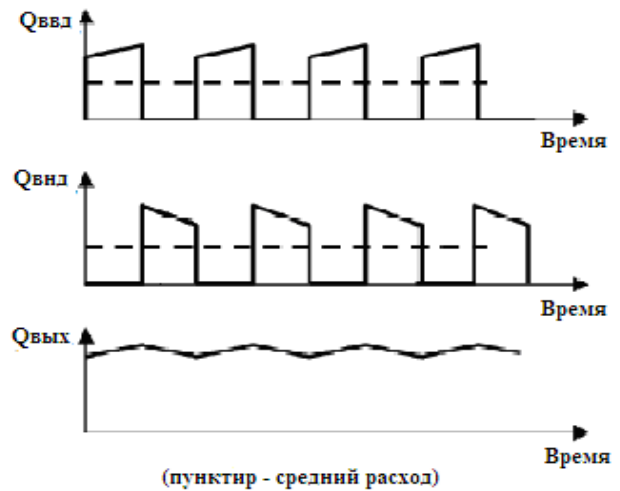 Qввд
Время
Qвнд
Время
Qвых
Время
(пунктир - средний расход)